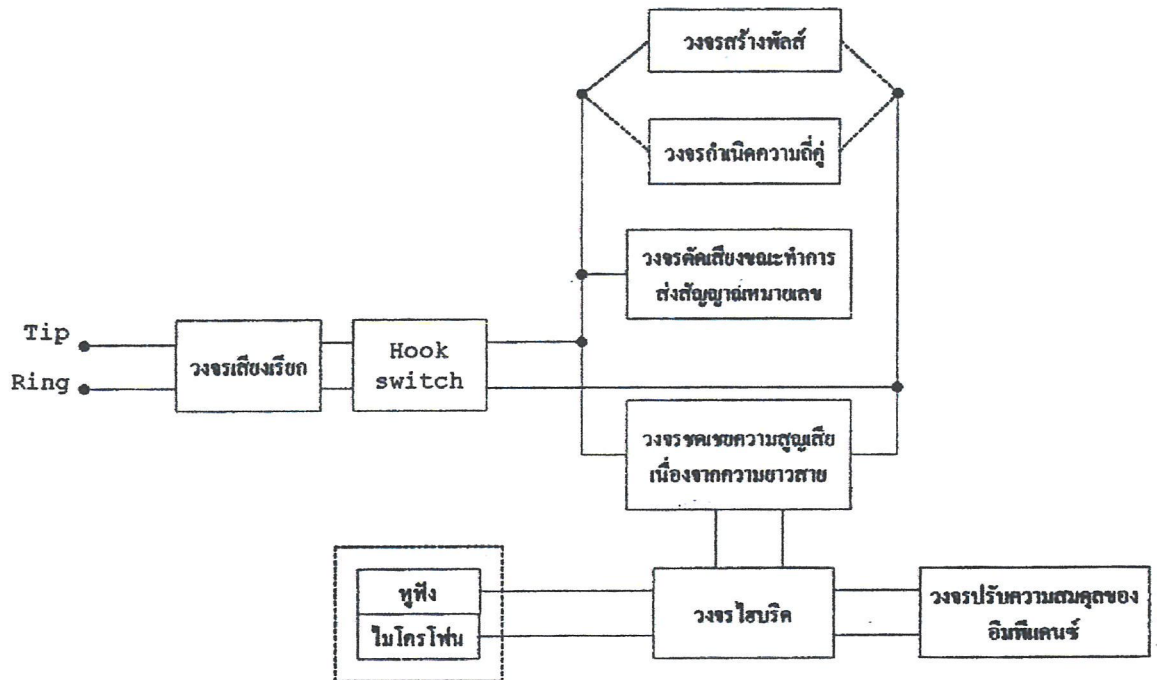 วงจรสร้างพัลส์
วงจรกำเนิดความถี่คู่
วงจรตัดเสียงขณะทำการ
ส่งสัญญาณหมายเลข
Tip
Ring
วงจรเสียงเรียก
Hook
switch
วงจรชดเชยความสูญเสีย
เนื่องจากความยาวสาย
หูฟัง
ไมโครโฟน
วงจรไฮบริด
วงจรปรับความสมดุลของ
อิมพีแดนซ์